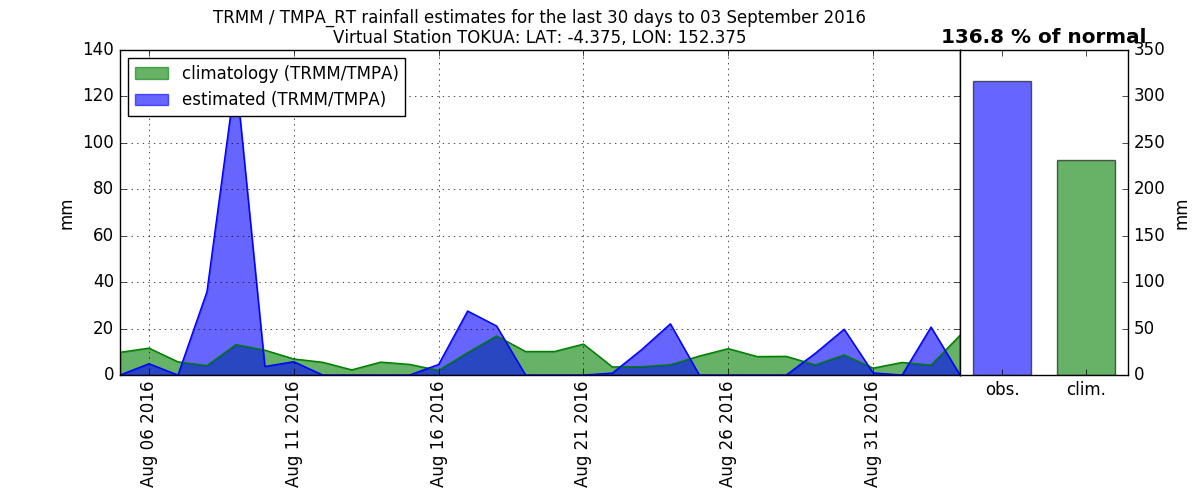 TRMM / TMPA_RT rainfall estimates for the last 30 days to 03 September 2016
Virtual Station TOKUA: LAT: -4.375, LON: 152.375
136.8 % of normal
climatology (TRMM/TMPA)
estimated (TRMM/TMPA)
140
120
100
80
60
40
20
0
mm
Aug 06 2016
Aug 11 2016
Aug 16 2016
Aug 21 2016
Aug 26 2016
Aug 31 2016
350
300
250
200
150
100
50
0
mm
obs.
clim.